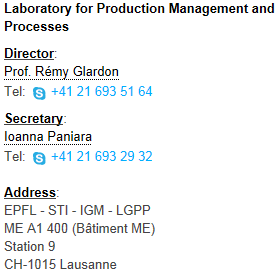 Laboratory for Production Management and
Processes
Director:
Prof. Rémy Glardon
Tel: +41 21 693 51 64
Secretary:
Ioanna Paniara
Tel: +41 21 693 29 32
Address:
EPFL - STI - IGM - LGPP
ME A1 400 (Bâtiment ME)
Station 9
CH-1015 Lausanne